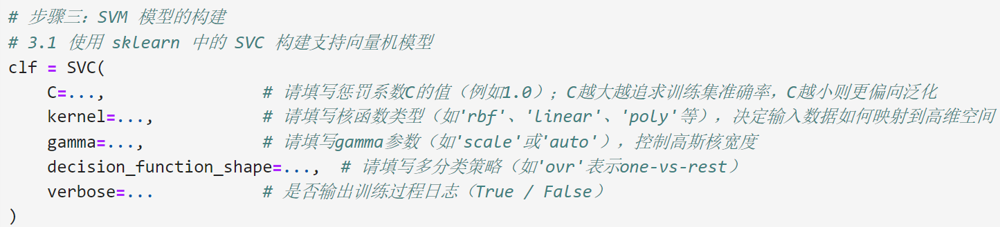 # 步骤三：SVM 模型的构建
# 3.1 使用 sklearn 中的 SVC 构建支持向量机模型
clf = SVC(
    C=...,                # 请填写惩罚系数C的值（例如1.0）；C越大越追求训练集准确率，C越小则更偏向泛化
    kernel=...,           # 请填写核函数类型（如'rbf'、'linear'、'poly'等），决定输入数据如何映射到高维空间
    gamma=...,            # 请填写gamma参数（如'scale'或'auto'），控制高斯核宽度
    decision_function_shape=...,  # 请填写多分类策略（如'ovr'表示one-vs-rest）
    verbose=...           # 是否输出训练过程日志（True / False）
)